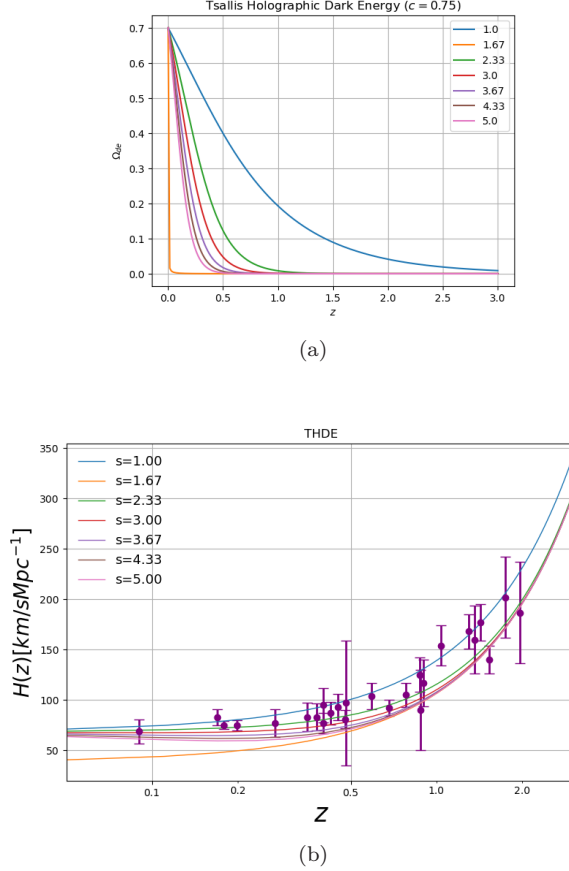 Tsallis Holographic Dark Energy (c = 0.75)
0.7
0.6
0.5
0.4
0.3
0.2
0.1
0.0
Ω_de
1.0
1.67
2.33
3.0
3.67
4.33
5.0
0.0 0.5 1.0 1.5 2.0 2.5 3.0
z
(a)
THDE
350
300
250
200
150
100
50
H(z)[km/sMpc⁻¹]
s=1.00
s=1.67
s=2.33
s=3.00
s=3.67
s=4.33
s=5.00
0.1 0.2 0.5 1.0 2.0
z
(b)